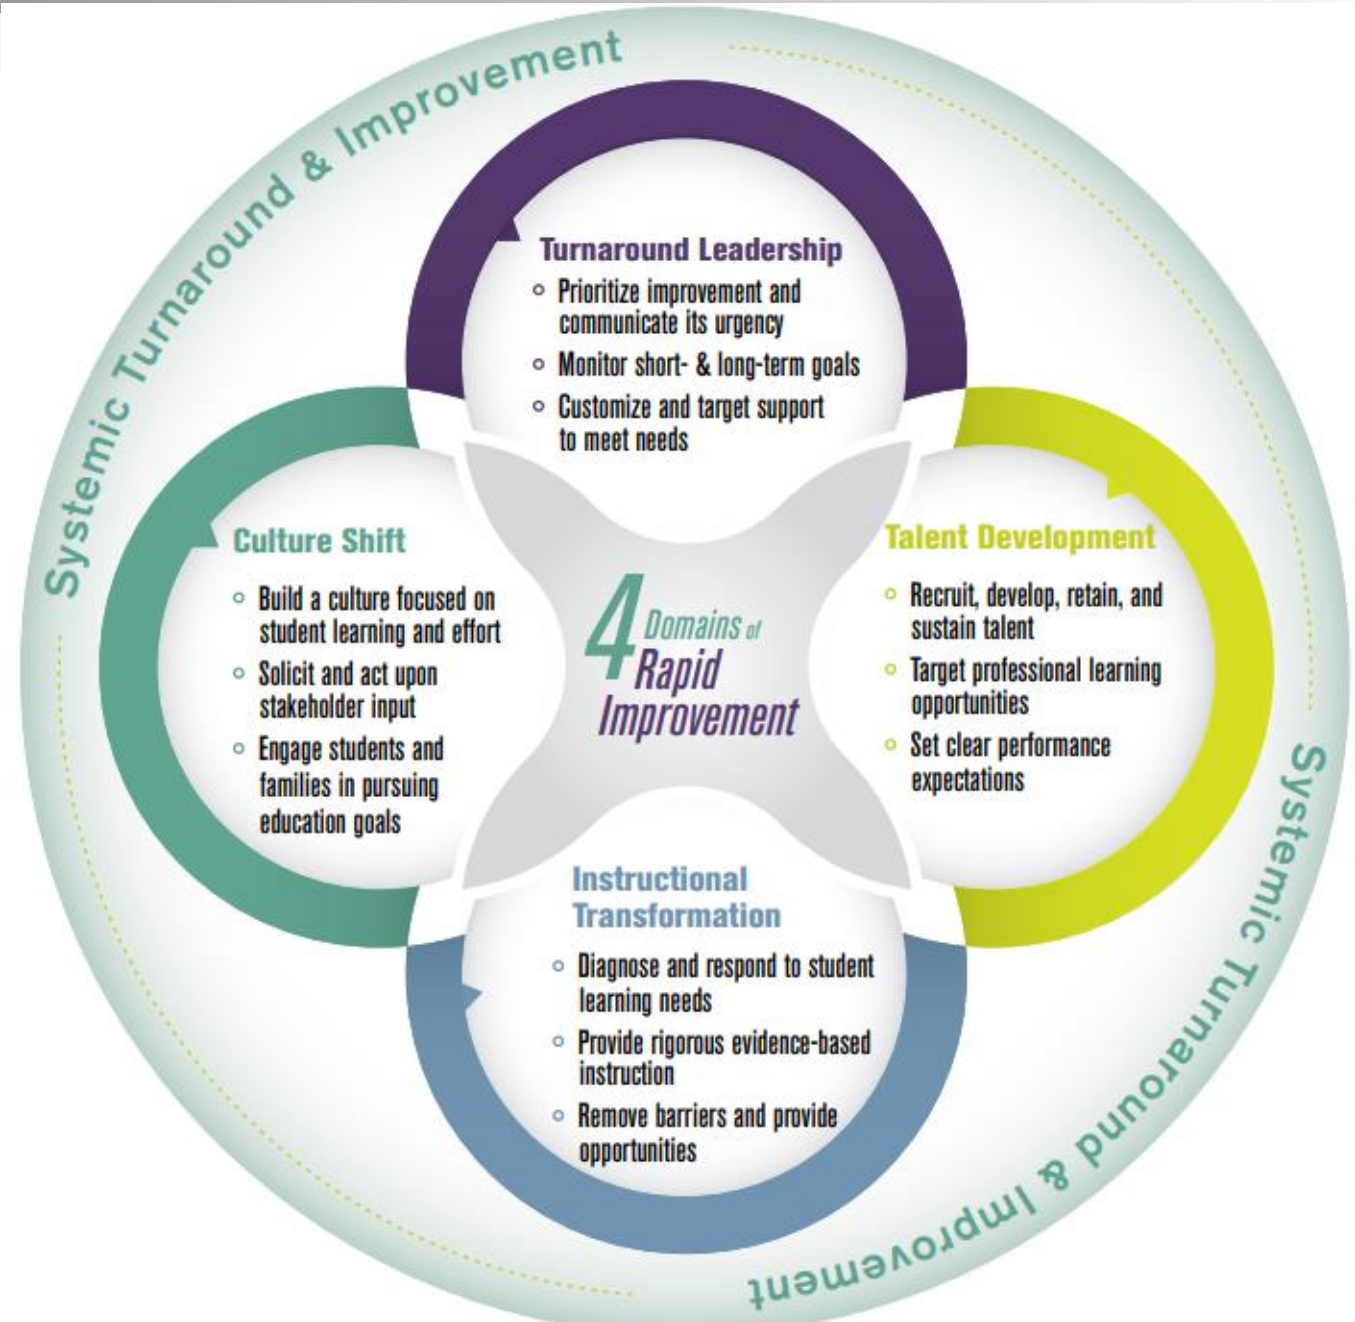 Systemic Turnaround & Improvement
Turnaround Leadership
Prioritize improvement and
communicate its urgency
Monitor short- & long-term goals
Customize and target support
to meet needs
Culture Shift
Build a culture focused on
student learning and effort
Solicit and act upon
stakeholder input
Engage students and
families in pursuing
education goals
4 Domains of
Rapid
Improvement
Talent Development
Recruit, develop, retain, and
sustain talent
Target professional learning
opportunities
Set clear performance
expectations
Instructional
Transformation
Diagnose and respond to student
learning needs
Provide rigorous evidence-based
instruction
Remove barriers and provide
opportunities
Systemic Turnaround & Improvement